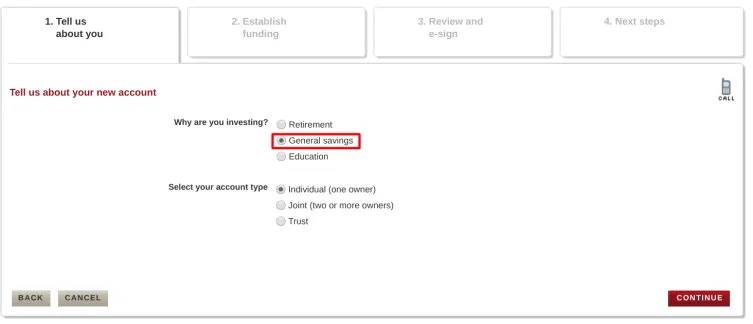 1. Tell us
about you
2. Establish
funding
3. Review and
e-sign
4. Next steps
Tell us about your new account
CALL
Why are you investing?
Retirement
General savings
Education
Select your account type
Individual (one owner)
Joint (two or more owners)
Trust
BACK
CANCEL
CONTINUE